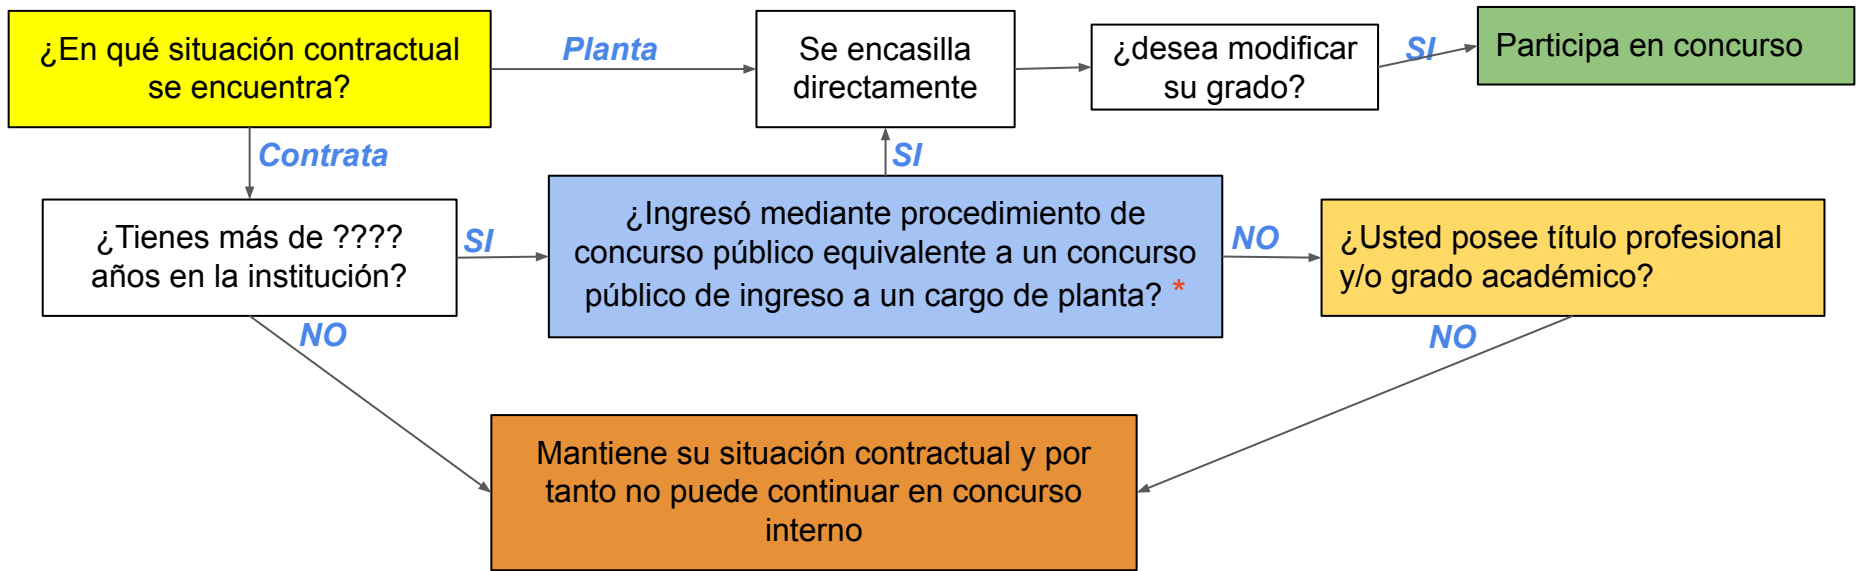 ¿En qué situación contractual
se encuentra?
Planta
Se encasilla
directamente
¿desea modificar
su grado?
SI
Participa en concurso
Contrata
SI
¿Tienes más de ????
años en la institución?
SI
¿Ingresó mediante procedimiento de
concurso público equivalente a un concurso
público de ingreso a un cargo de planta? *
NO
¿Usted posee título profesional
y/o grado académico?
NO
NO
Mantiene su situación contractual y por
tanto no puede continuar en concurso
interno